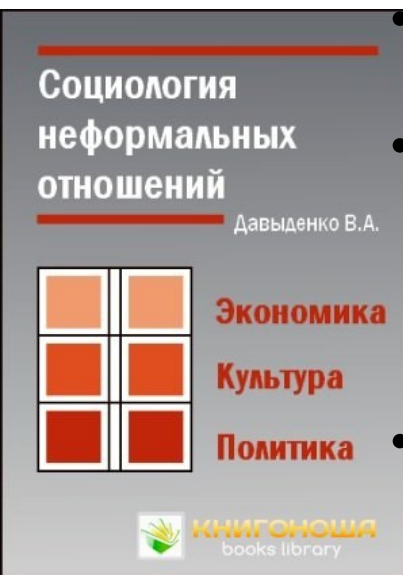 Социология
неформальных
отношений
Давыденко В.А.
Экономика
Культура
Политика
КНИГОНОША
books library